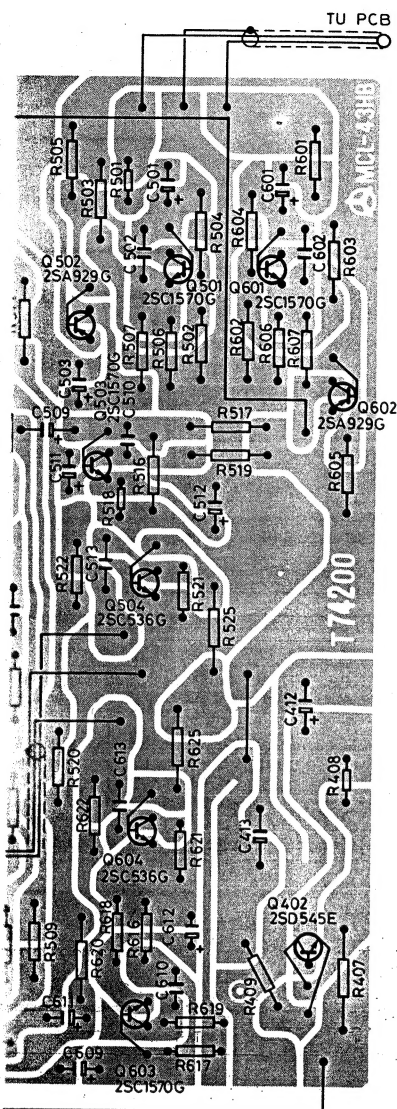 TU PCB
MCL-43HB
R505
R503
R501
C501
R504
R604
C601
R601
C502
C602
R603
Q502
2SA929G
Q501
2SC1570G
Q601
2SC1570G
R507
R506
R502
R602
R606
R607
C503
Q503
2SC1570G
C510
Q602
2SA929G
C509
R517
C511
R516
R519
R605
R518
C512
R522
C513
R521
Q504
2SC536G
R525
T74200
C412
R520
C613
R625
R408
R622
C413
Q604
2SC536G
R621
Q402
2SD545E
R618
R616
C612
R509
R620
C610
R409
R407
R619
C609
R617
Q603
2SC1570G